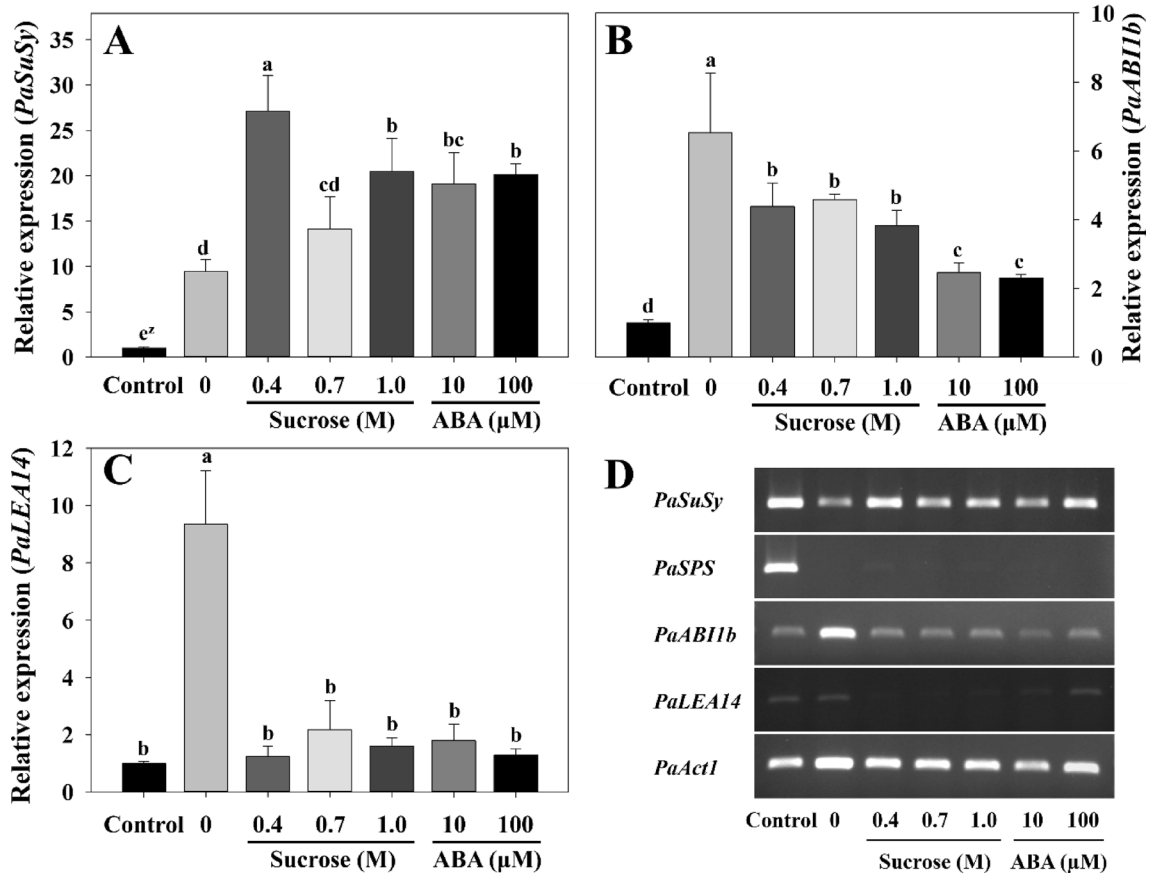 A
Relative expression (PaSuSy)
35
30
25
20
15
10
5
0
e^z
d
a
cd
b
bc
b
Control 0 0.4 0.7 1.0 10 100
Sucrose (M) ABA (µM)
B
Relative expression (PaABI1b)
10
8
6
4
2
0
d
a
b
b
b
c
c
Control 0 0.4 0.7 1.0 10 100
Sucrose (M) ABA (µM)
C
Relative expression (PaLEA14)
12
10
8
6
4
2
0
b
a
b
b
b
b
b
Control 0 0.4 0.7 1.0 10 100
Sucrose (M) ABA (µM)
D
PaSuSy
PaSPS
PaABI1b
PaLEA14
PaAct1
Control 0 0.4 0.7 1.0 10 100
Sucrose (M) ABA (µM)